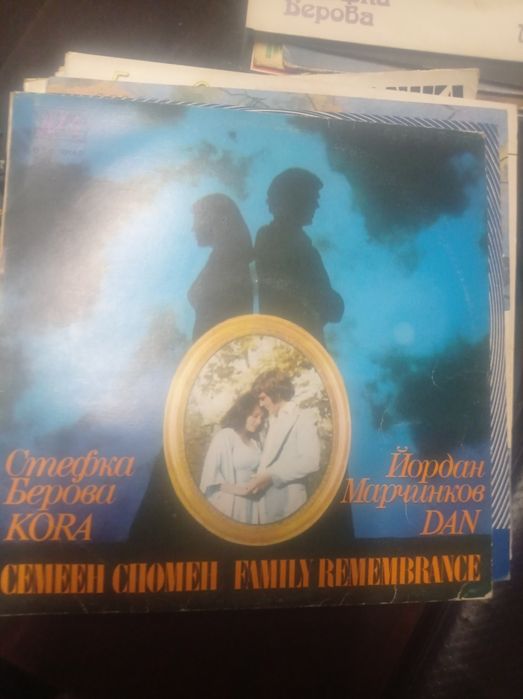 Берова
Стефка
Берова
KORA
Йордан
Марчинков
DAN
СЕМЕЕН СПОМЕН FAMILY REMEMBRANCE